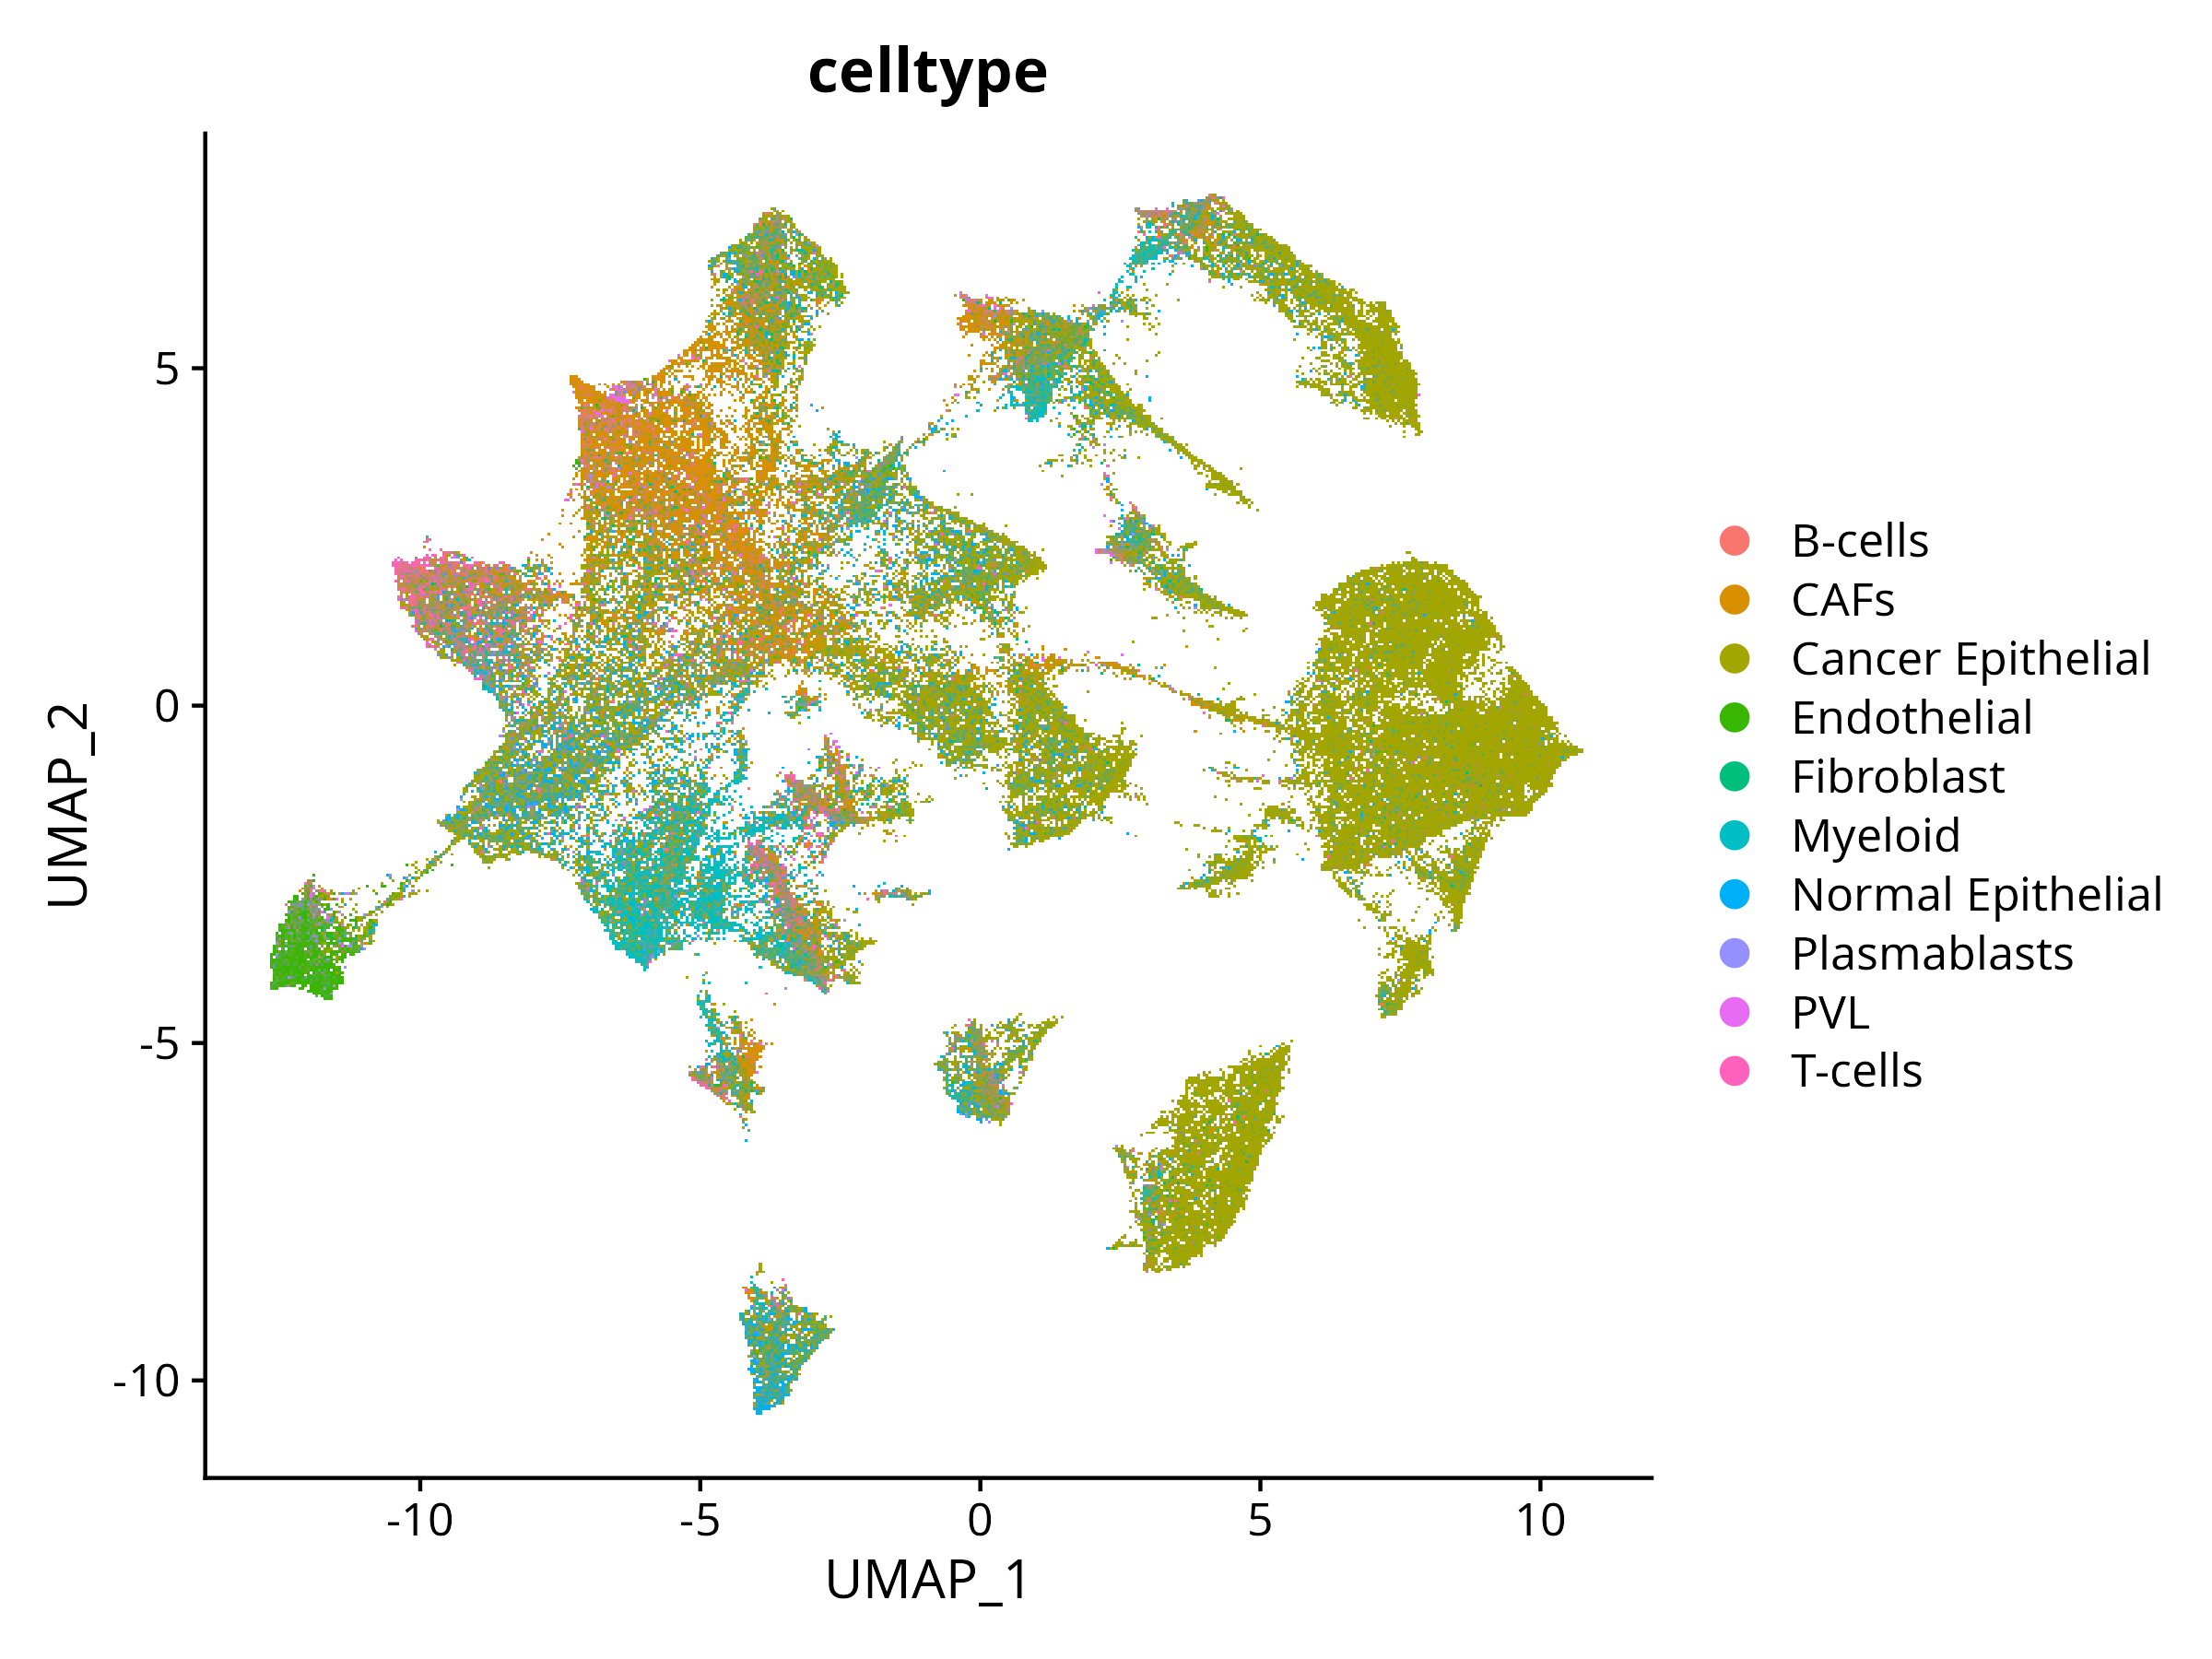 celltype
UMAP_2
5
0
-5
-10
-10
-5
0
5
10
UMAP_1
B-cells
CAFs
Cancer Epithelial
Endothelial
Fibroblast
Myeloid
Normal Epithelial
Plasmablasts
PVL
T-cells